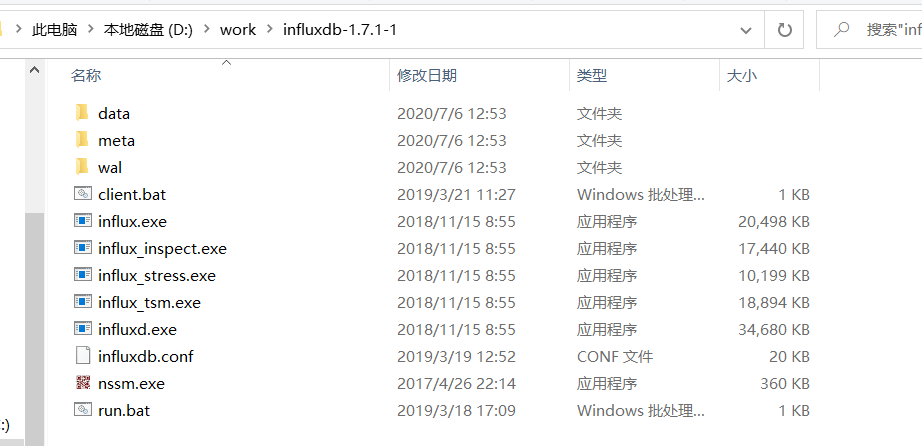 此电脑 > 本地磁盘 (D:) > work > influxdb-1.7.1-1 搜索"inf
名称 修改日期 类型 大小
data 2020/7/6 12:53 文件夹
meta 2020/7/6 12:53 文件夹
wal 2020/7/6 12:53 文件夹
client.bat 2019/3/21 11:27 Windows 批处理... 1 KB
influx.exe 2018/11/15 8:55 应用程序 20,498 KB
influx_inspect.exe 2018/11/15 8:55 应用程序 17,440 KB
influx_stress.exe 2018/11/15 8:55 应用程序 10,199 KB
influx_tsm.exe 2018/11/15 8:55 应用程序 18,894 KB
influxd.exe 2018/11/15 8:55 应用程序 34,680 KB
influxdb.conf 2019/3/19 12:52 CONF 文件 20 KB
nssm.exe 2017/4/26 22:14 应用程序 360 KB
run.bat 2019/3/18 17:09 Windows 批处理... 1 KB
:)